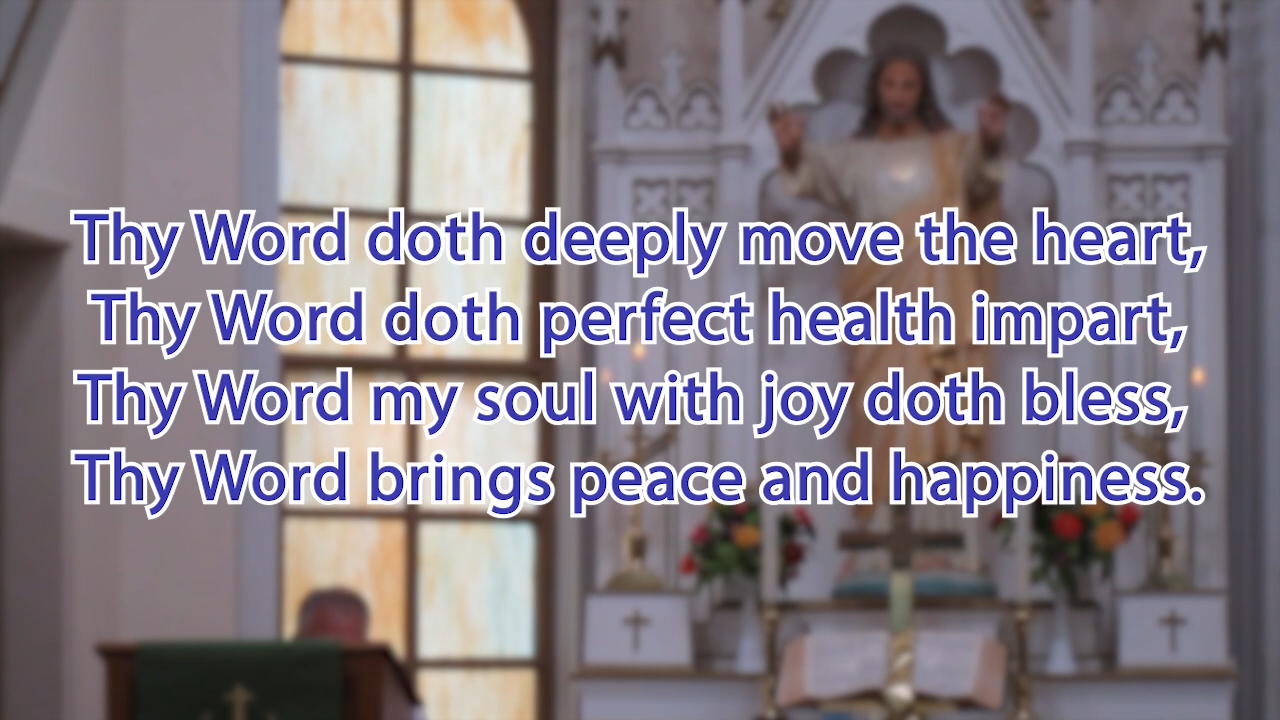 Thy Word doth deeply move the heart,
Thy Word doth perfect health impart,
Thy Word my soul with joy doth bless,
Thy Word brings peace and happiness.